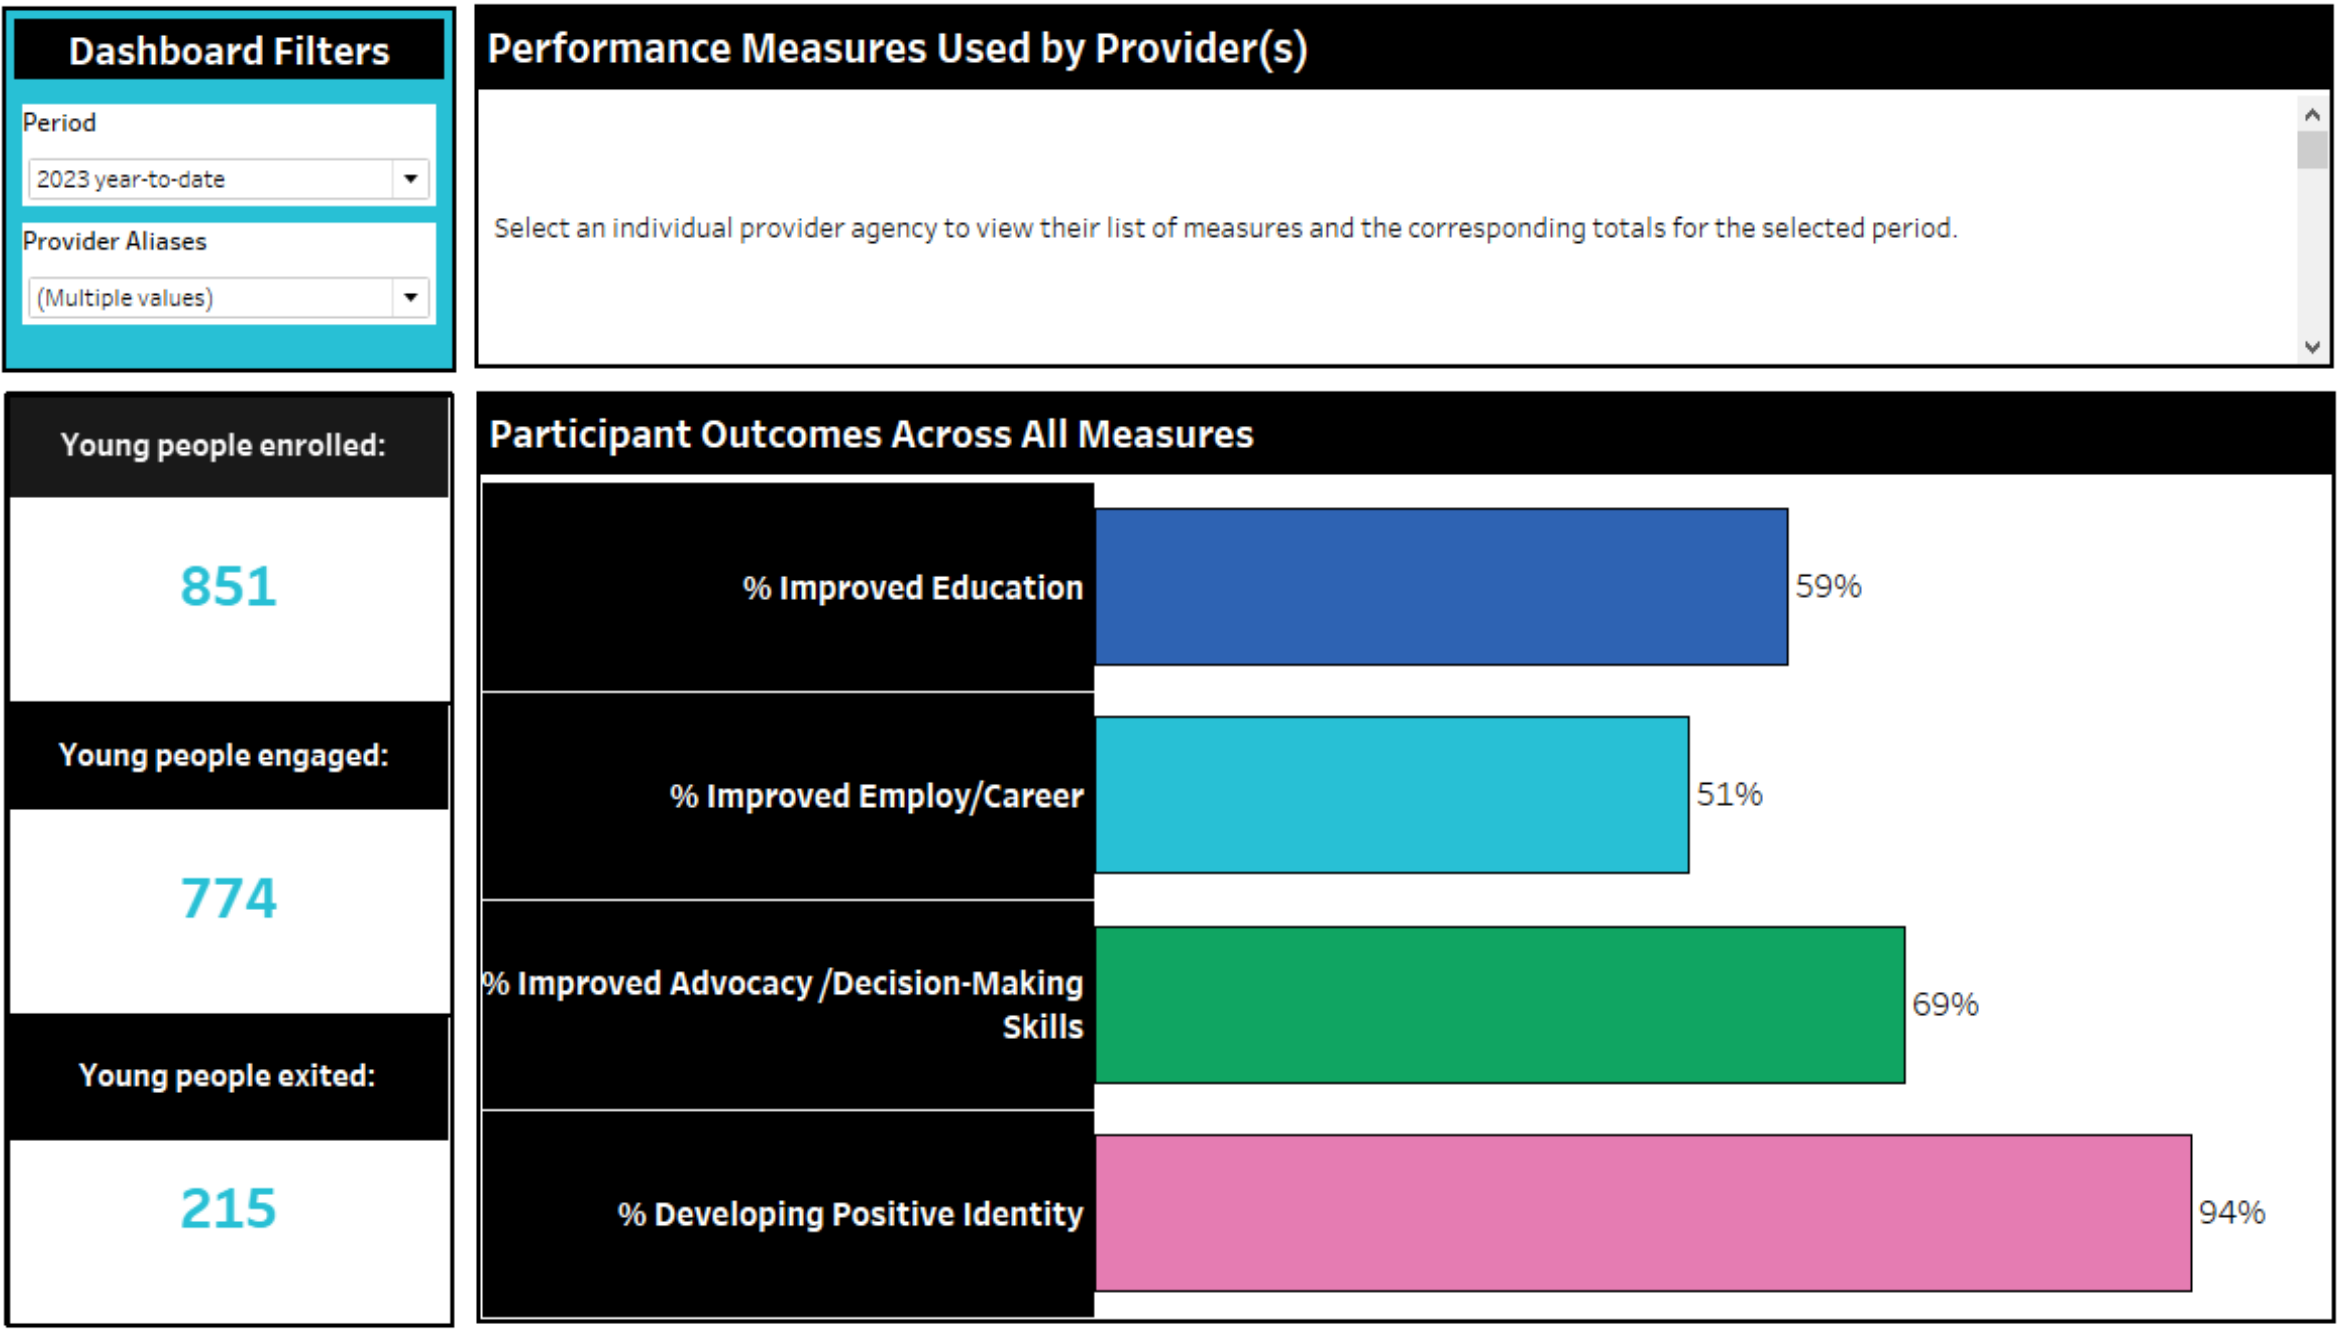 Dashboard Filters
Period
2023 year-to-date
Provider Aliases
(Multiple values)
Performance Measures Used by Provider(s)
Select an individual provider agency to view their list of measures and the corresponding totals for the selected period.
Young people enrolled:
851
Young people engaged:
774
Young people exited:
215
Participant Outcomes Across All Measures
% Improved Education
59%
% Improved Employ/Career
51%
% Improved Advocacy /Decision-Making
Skills
69%
% Developing Positive Identity
94%